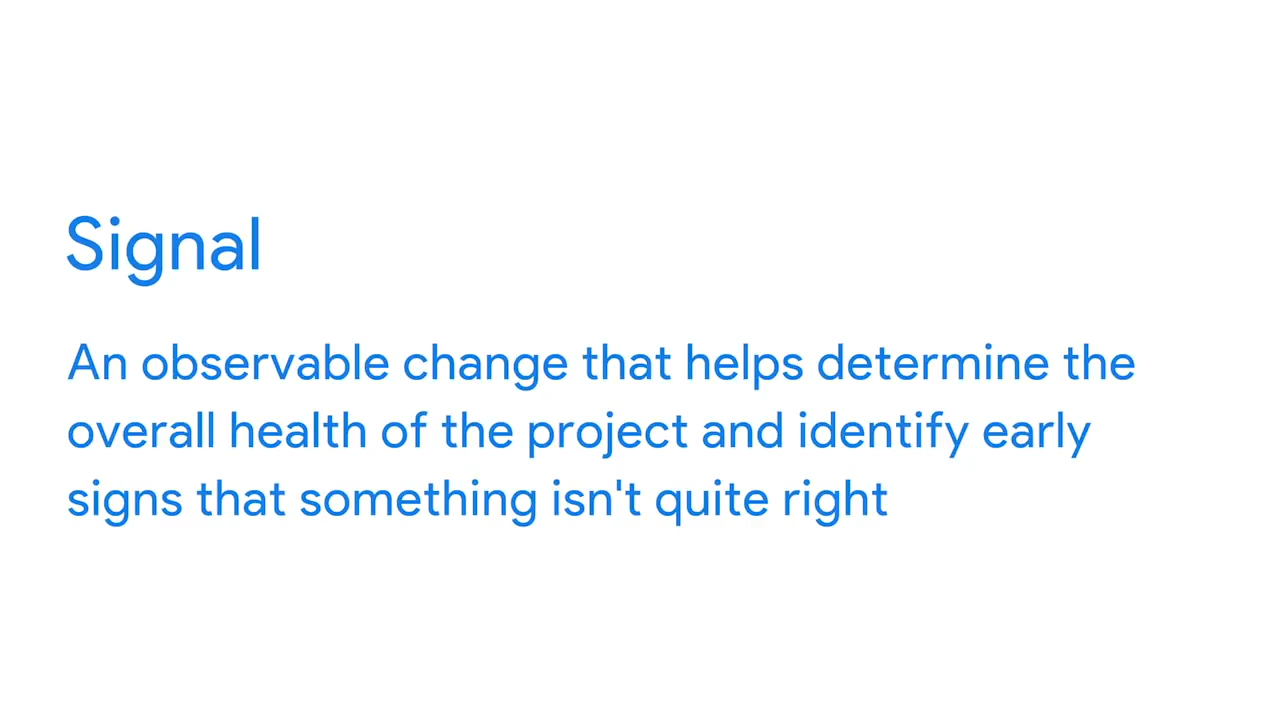 Signal
An observable change that helps determine the
overall health of the project and identify early
signs that something isn't quite right